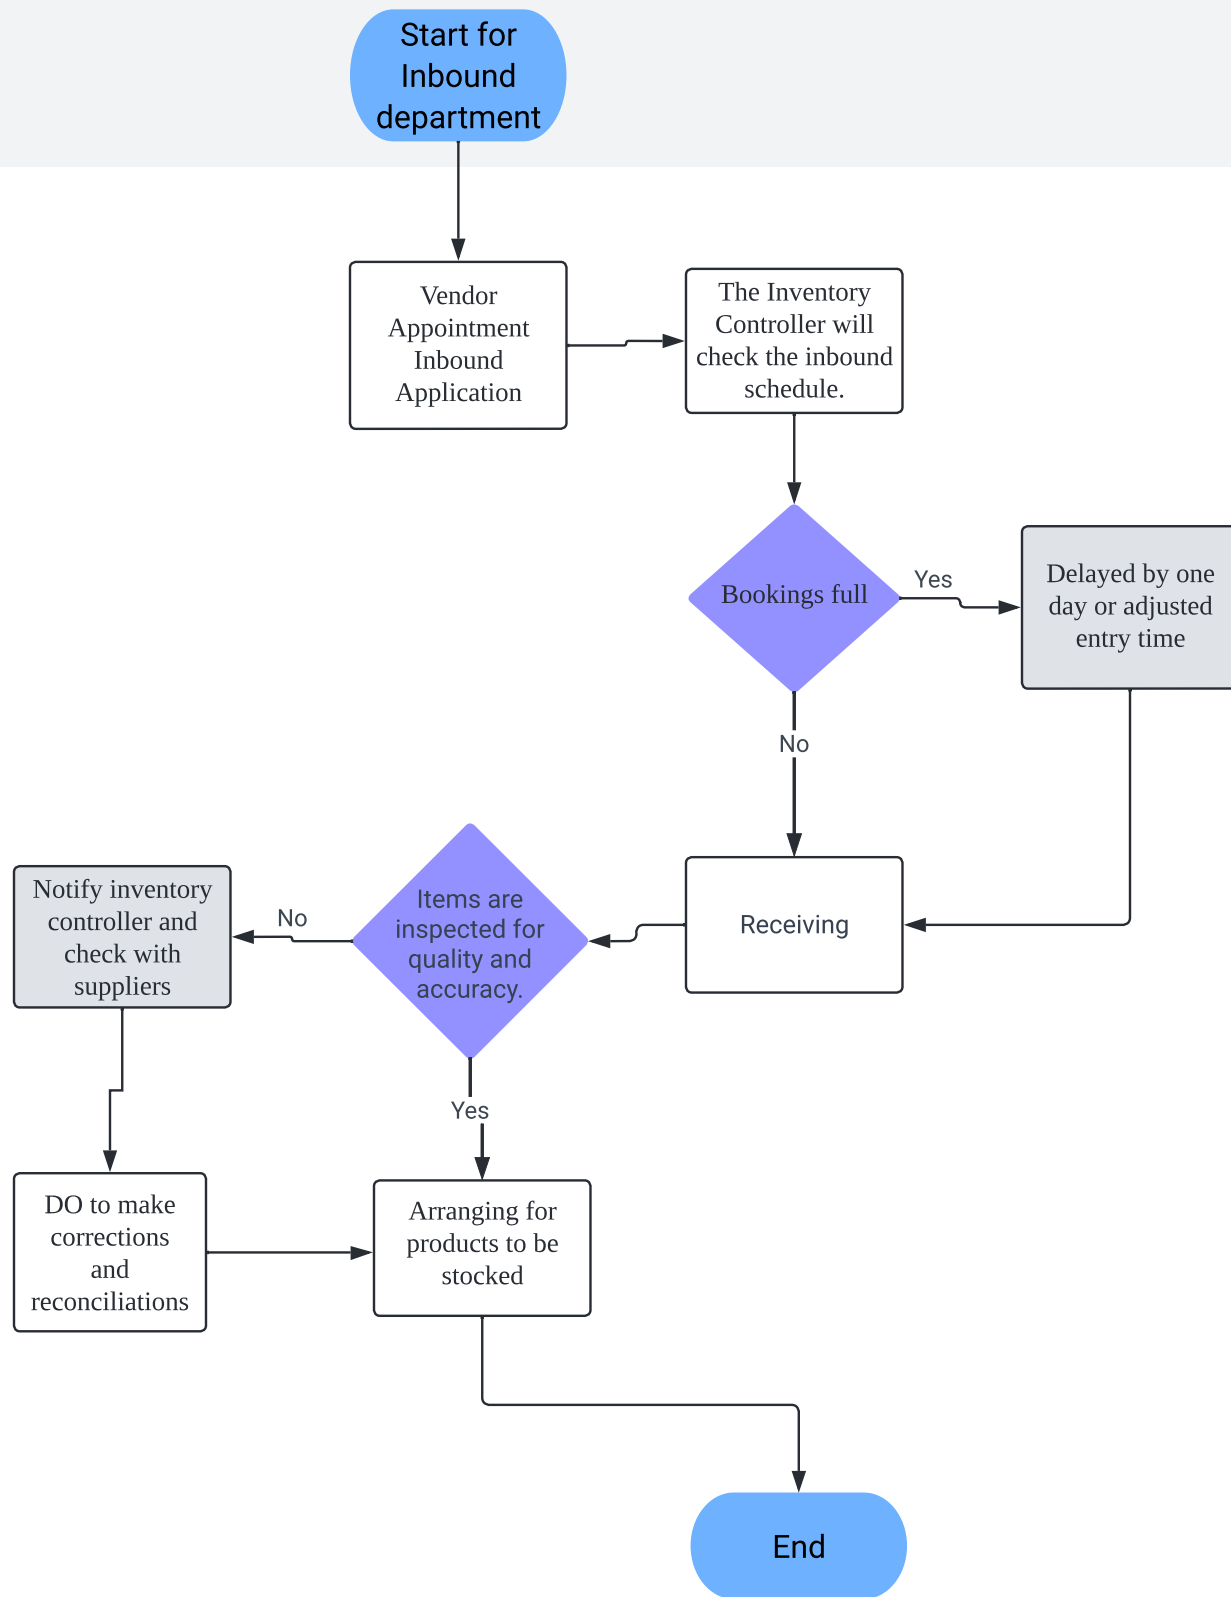 Start for
Inbound
department
Vendor
Appointment
Inbound
Application
The Inventory
Controller will
check the inbound
schedule.
Bookings full
Yes
Delayed by one
day or adjusted
entry time
No
Receiving
Items are
inspected for
quality and
accuracy.
No
Notify inventory
controller and
check with
suppliers
Yes
DO to make
corrections
and
reconciliations
Arranging for
products to be
stocked
End